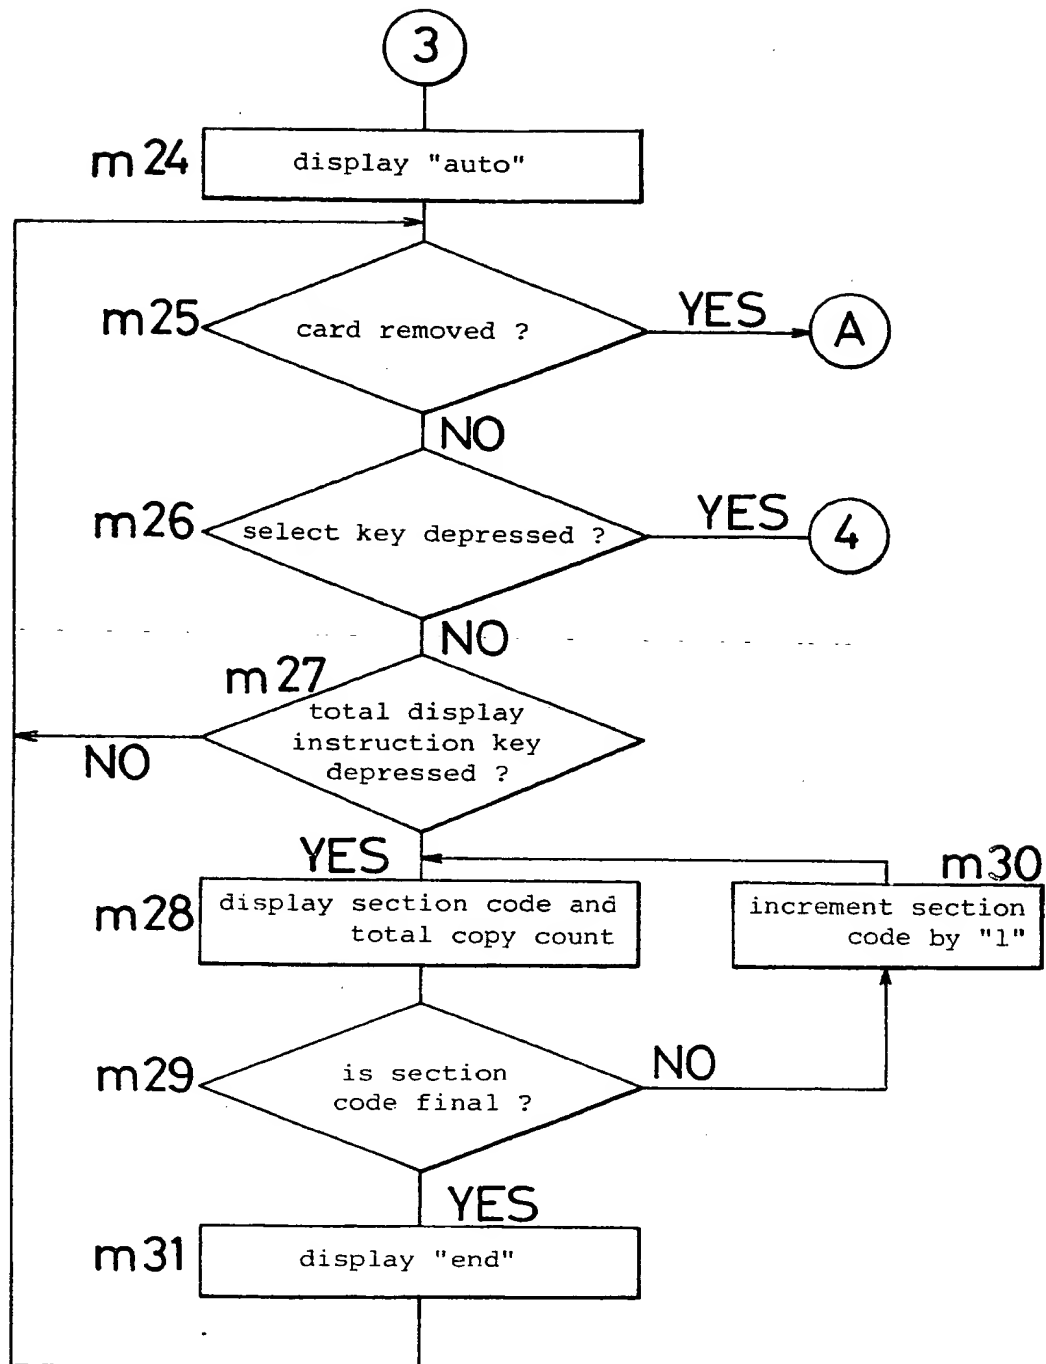 3
m24
display "auto"
m25
card removed ?
YES
A
NO
m26
select key depressed ?
YES
4
NO
m27
total display
instruction key
depressed ?
NO
YES
m28
display section code and
total copy count
m30
increment section
code by "1"
m29
is section
code final ?
NO
YES
m31
display "end"